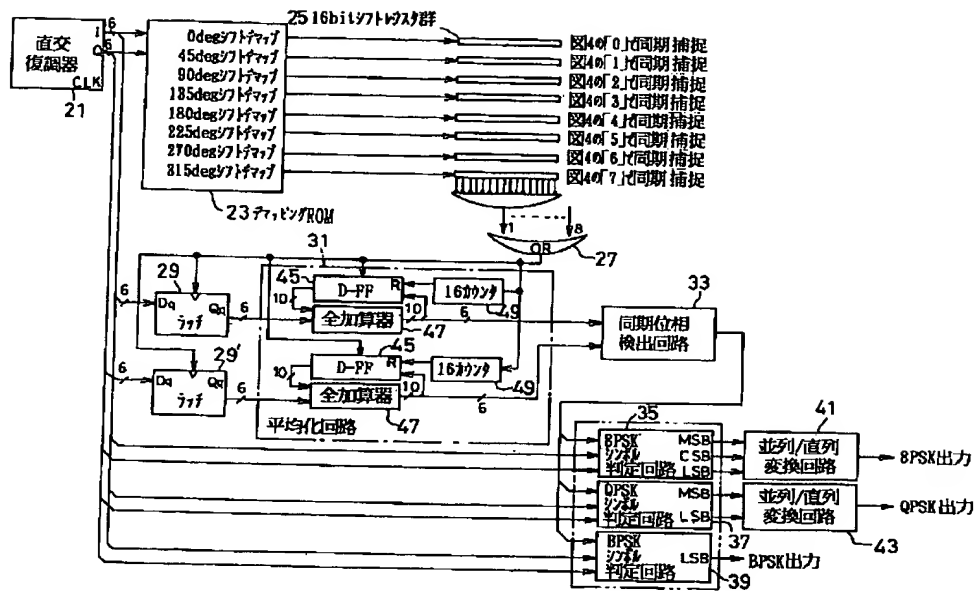 直交
復調器
I
Q
CLK
21
6
6
0degシフトデマップ
45degシフトデマップ
90degシフトデマップ
135degシフトデマップ
180degシフトデマップ
225degシフトデマップ
270degシフトデマップ
315degシフトデマップ
23 デマッピングROM
25 16bitシフトレジスタ群
図4の「0」で同期捕捉
図4の「1」で同期捕捉
図4の「2」で同期捕捉
図4の「3」で同期捕捉
図4の「4」で同期捕捉
図4の「5」で同期捕捉
図4の「6」で同期捕捉
図4の「7」で同期捕捉
1
8
OR
27
31
29
6
Dq
Qq
ラッチ
6
45
D-FF
R
10
全加算器
10
47
16カウンタ
49
6
29'
6
Dq
Qq
ラッチ
6
45
D-FF
R
10
全加算器
10
47
16カウンタ
49
6
平均化回路
33
同期位相
検出回路
35
8PSK
シンボル
判定回路
MSB
CSB
LSB
41
並列/直列
変換回路
8PSK出力
QPSK
シンボル
判定回路
MSB
LSB
37
並列/直列
変換回路
43
QPSK出力
BPSK
シンボル
判定回路
LSB
39
BPSK出力